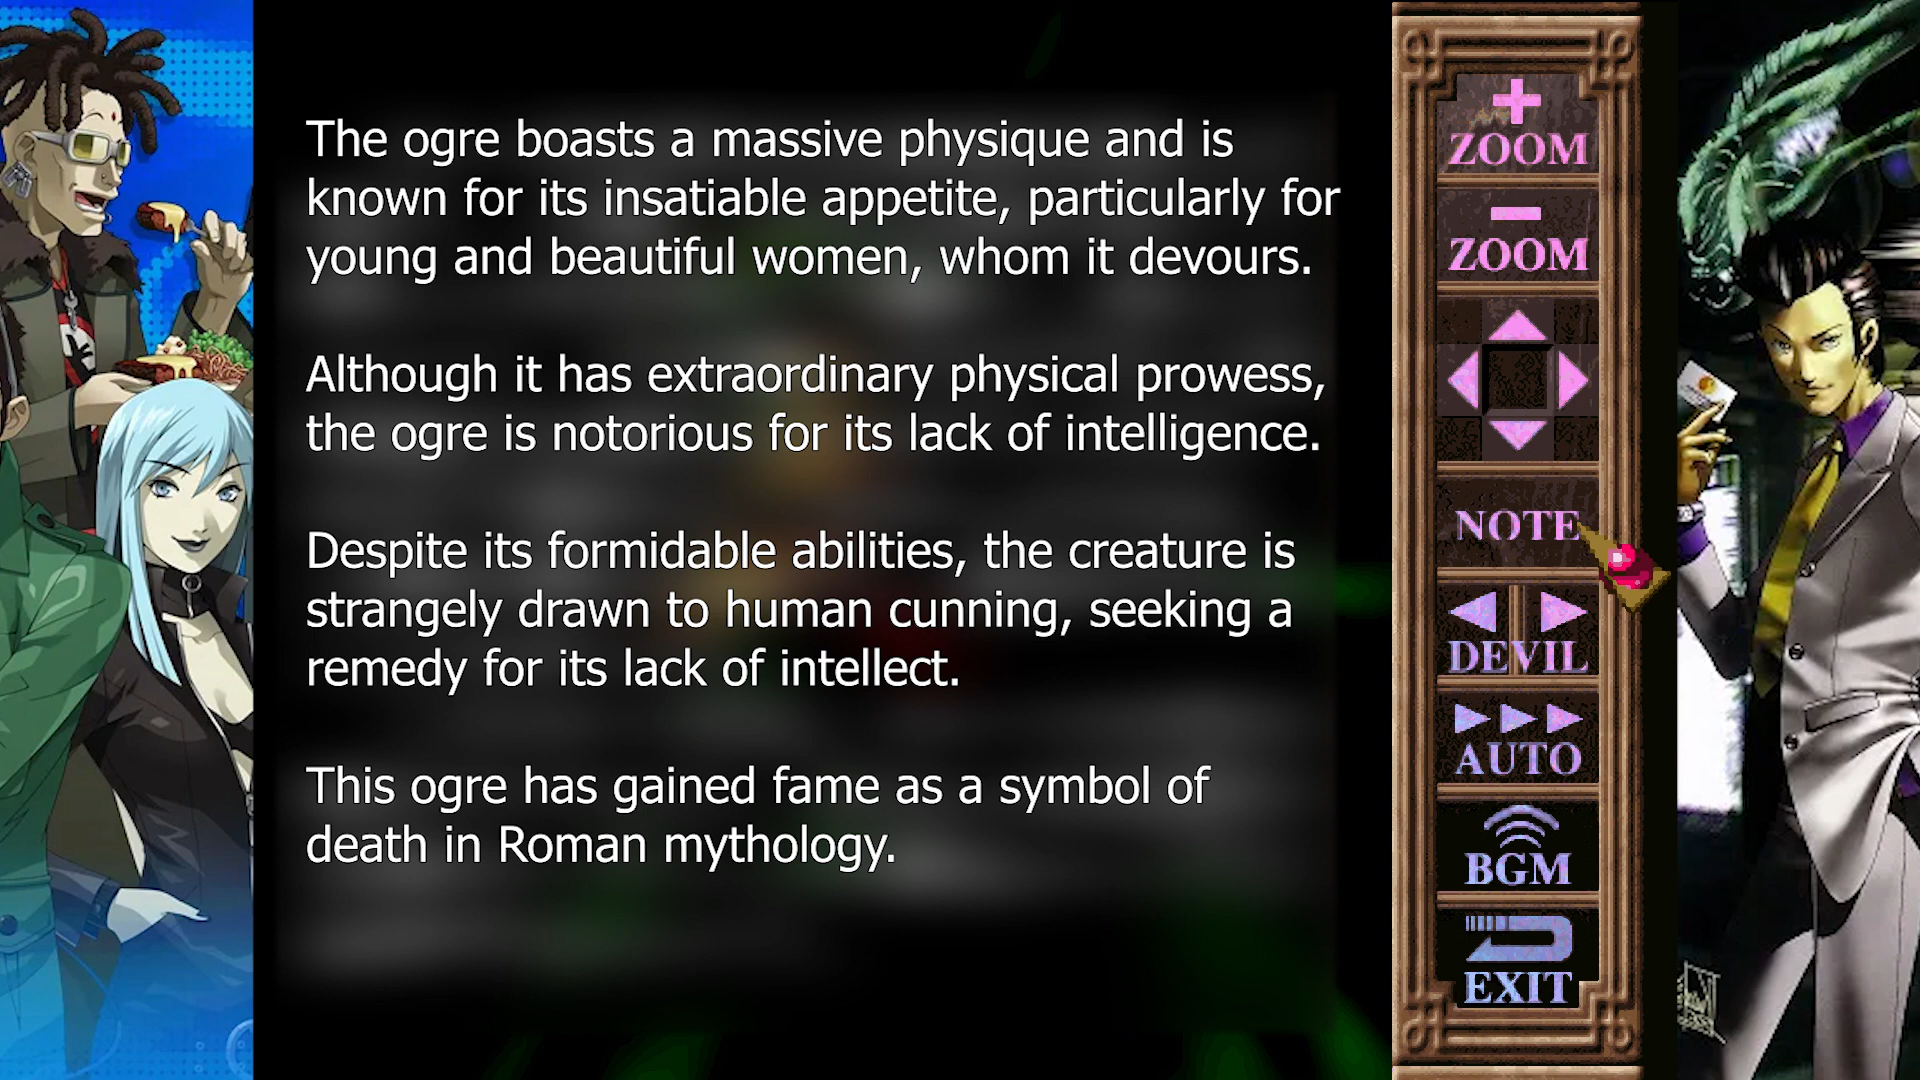 The ogre boasts a massive physique and is
known for its insatiable appetite, particularly for
young and beautiful women, whom it devours.
Although it has extraordinary physical prowess,
the ogre is notorious for its lack of intelligence.
Despite its formidable abilities, the creature is
strangely drawn to human cunning, seeking a
remedy for its lack of intellect.
This ogre has gained fame as a symbol of
death in Roman mythology.
ZOOM
ZOOM
NOTE
DEVIL
AUTO
BGM
EXIT